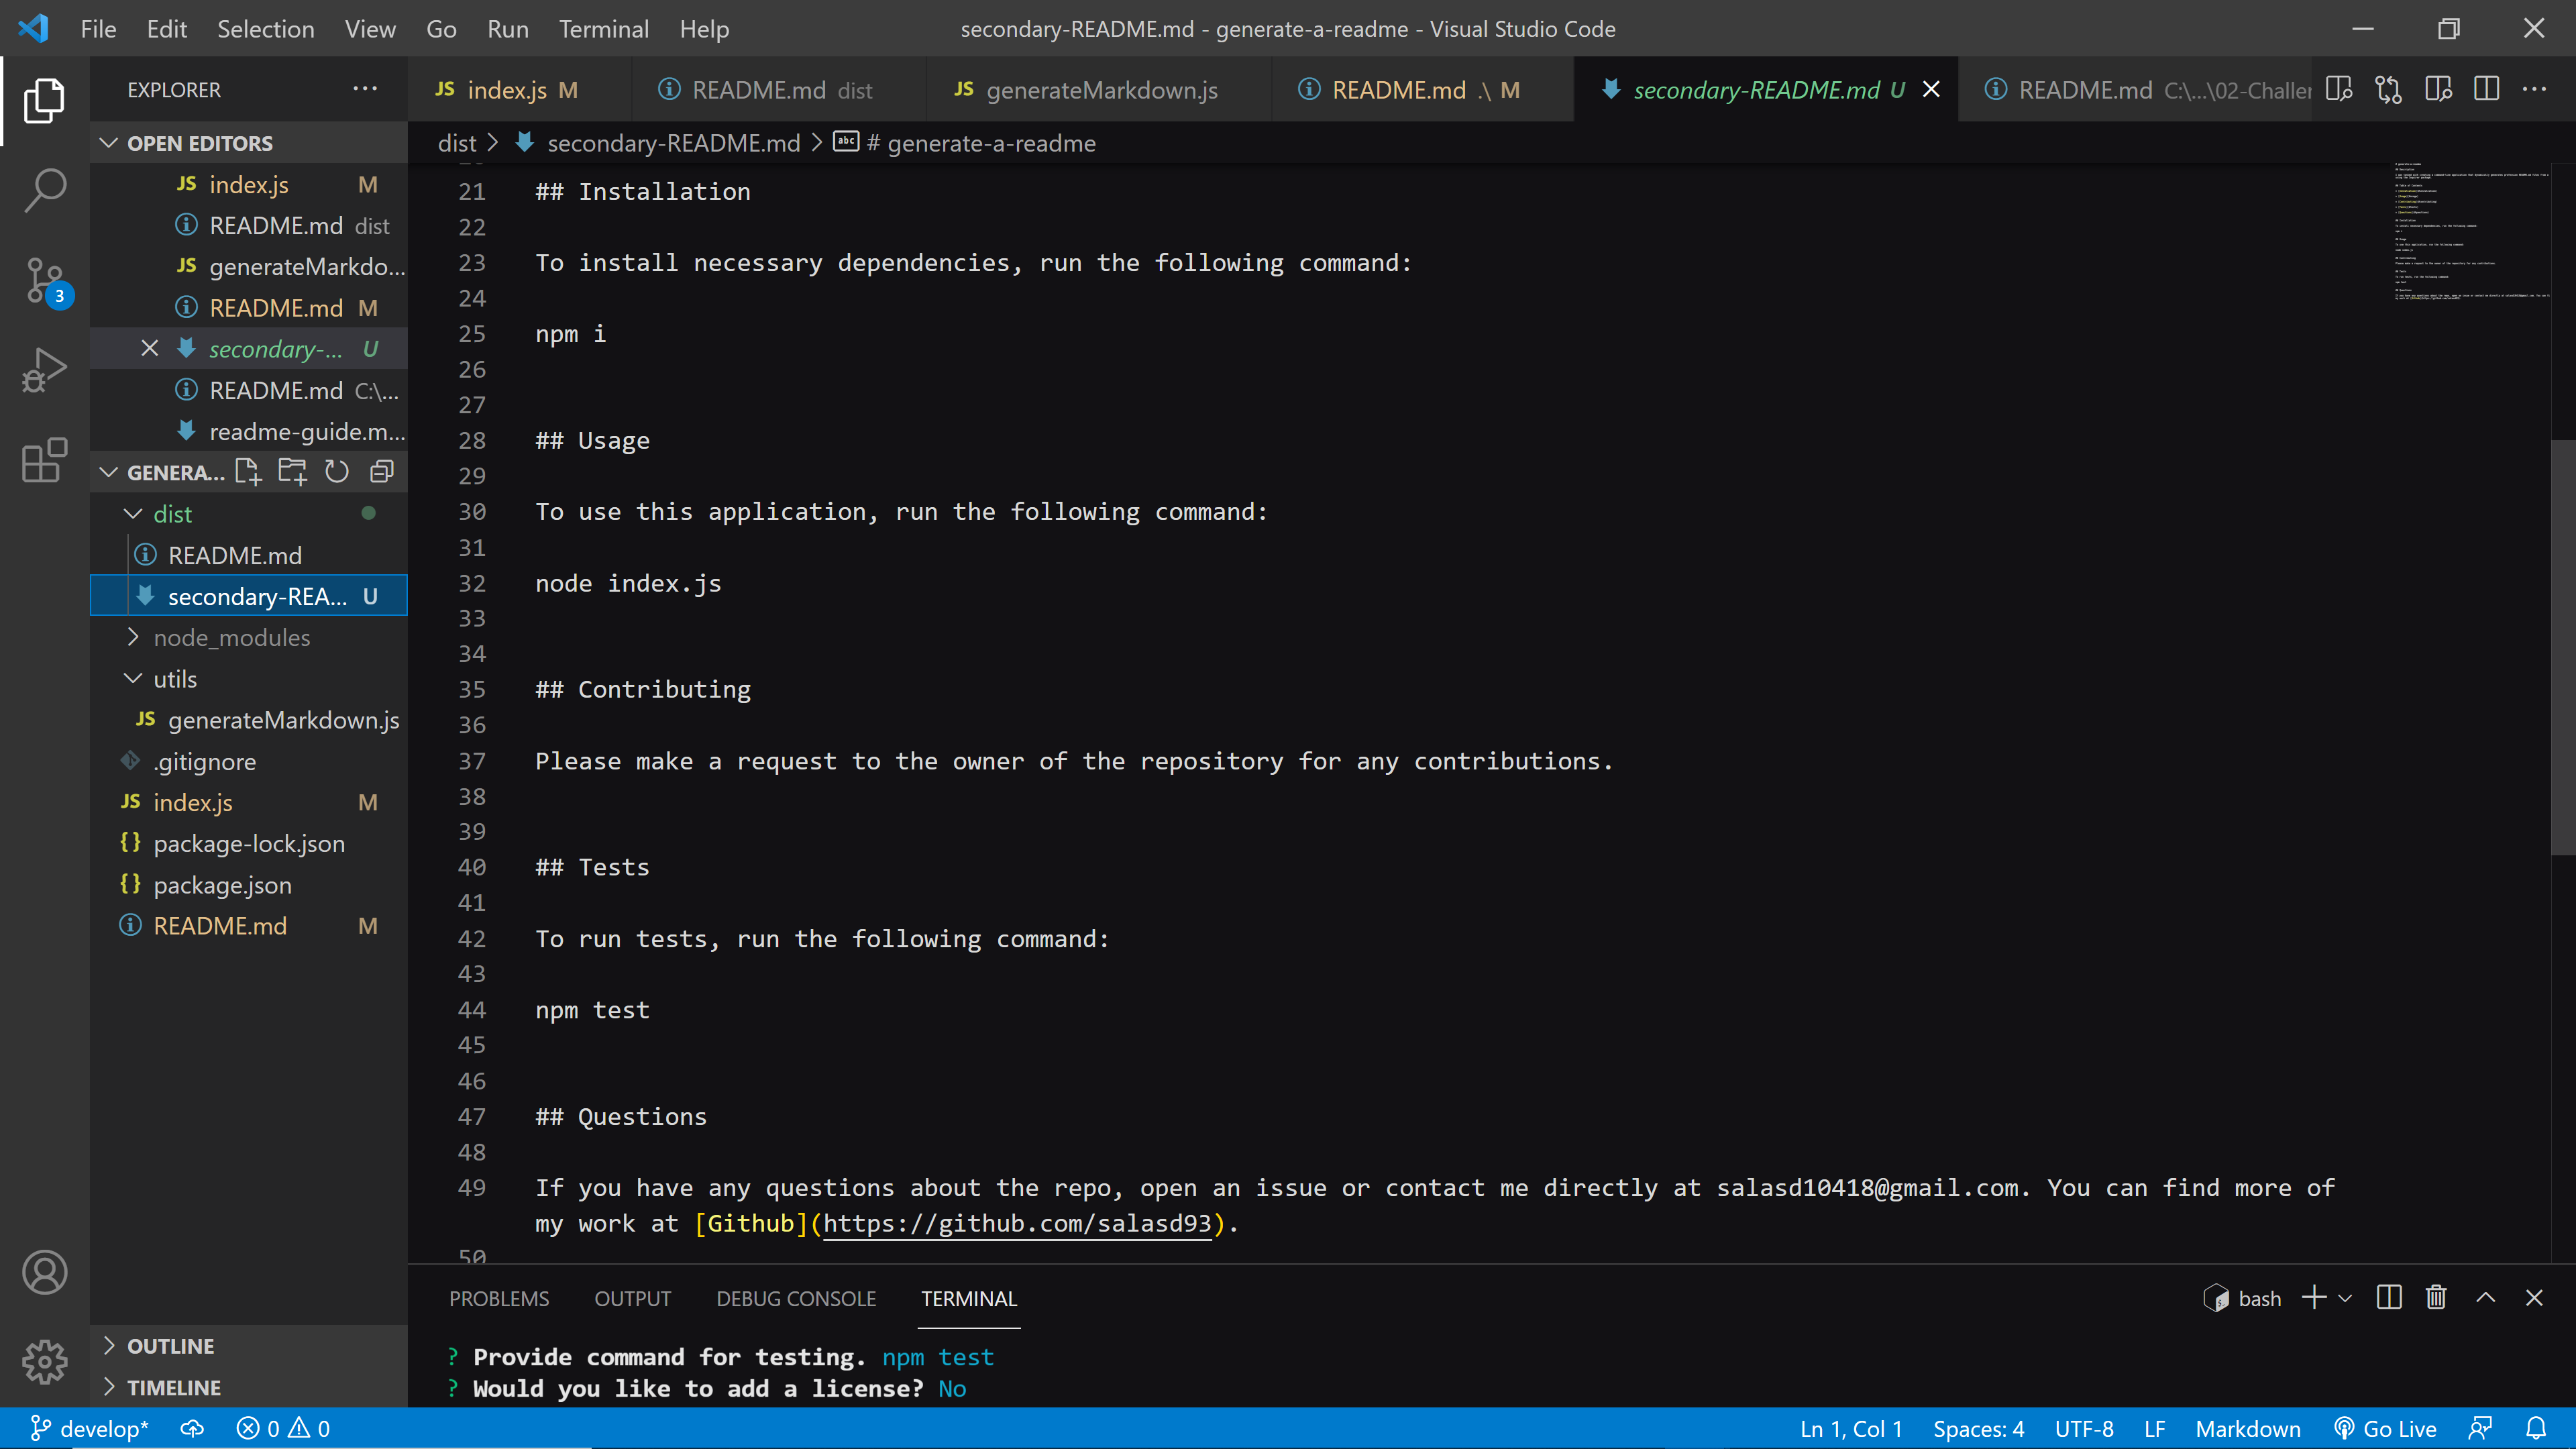 File Edit Selection View Go Run Terminal Help
secondary-README.md - generate-a-readme - Visual Studio Code
EXPLORER
JS index.js M
README.md dist
JS generateMarkdown.js
README.md .\ M
secondary-README.md U
README.md C:\...\02-Challer
OPEN EDITORS
dist > secondary-README.md > abc # generate-a-readme
JS index.js M
README.md dist
JS generateMarkdo...
README.md M
secondary-... U
README.md C:\...
readme-guide.m...
GENERA...
dist
README.md
secondary-REA... U
node_modules
utils
JS generateMarkdown.js
.gitignore
JS index.js M
{} package-lock.json
{} package.json
README.md M
OUTLINE
TIMELINE
3
21 ## Installation
22
23 To install necessary dependencies, run the following command:
24
25 npm i
26
27
28 ## Usage
29
30 To use this application, run the following command:
31
32 node index.js
33
34
35 ## Contributing
36
37 Please make a request to the owner of the repository for any contributions.
38
39
40 ## Tests
41
42 To run tests, run the following command:
43
44 npm test
45
46
47 ## Questions
48
49 If you have any questions about the repo, open an issue or contact me directly at salasd10418@gmail.com. You can find more of
my work at [Github](https://github.com/salasd93).
50
PROBLEMS OUTPUT DEBUG CONSOLE TERMINAL
bash
? Provide command for testing. npm test
? Would you like to add a license? No
develop* 0 0
Ln 1, Col 1 Spaces: 4 UTF-8 LF Markdown Go Live